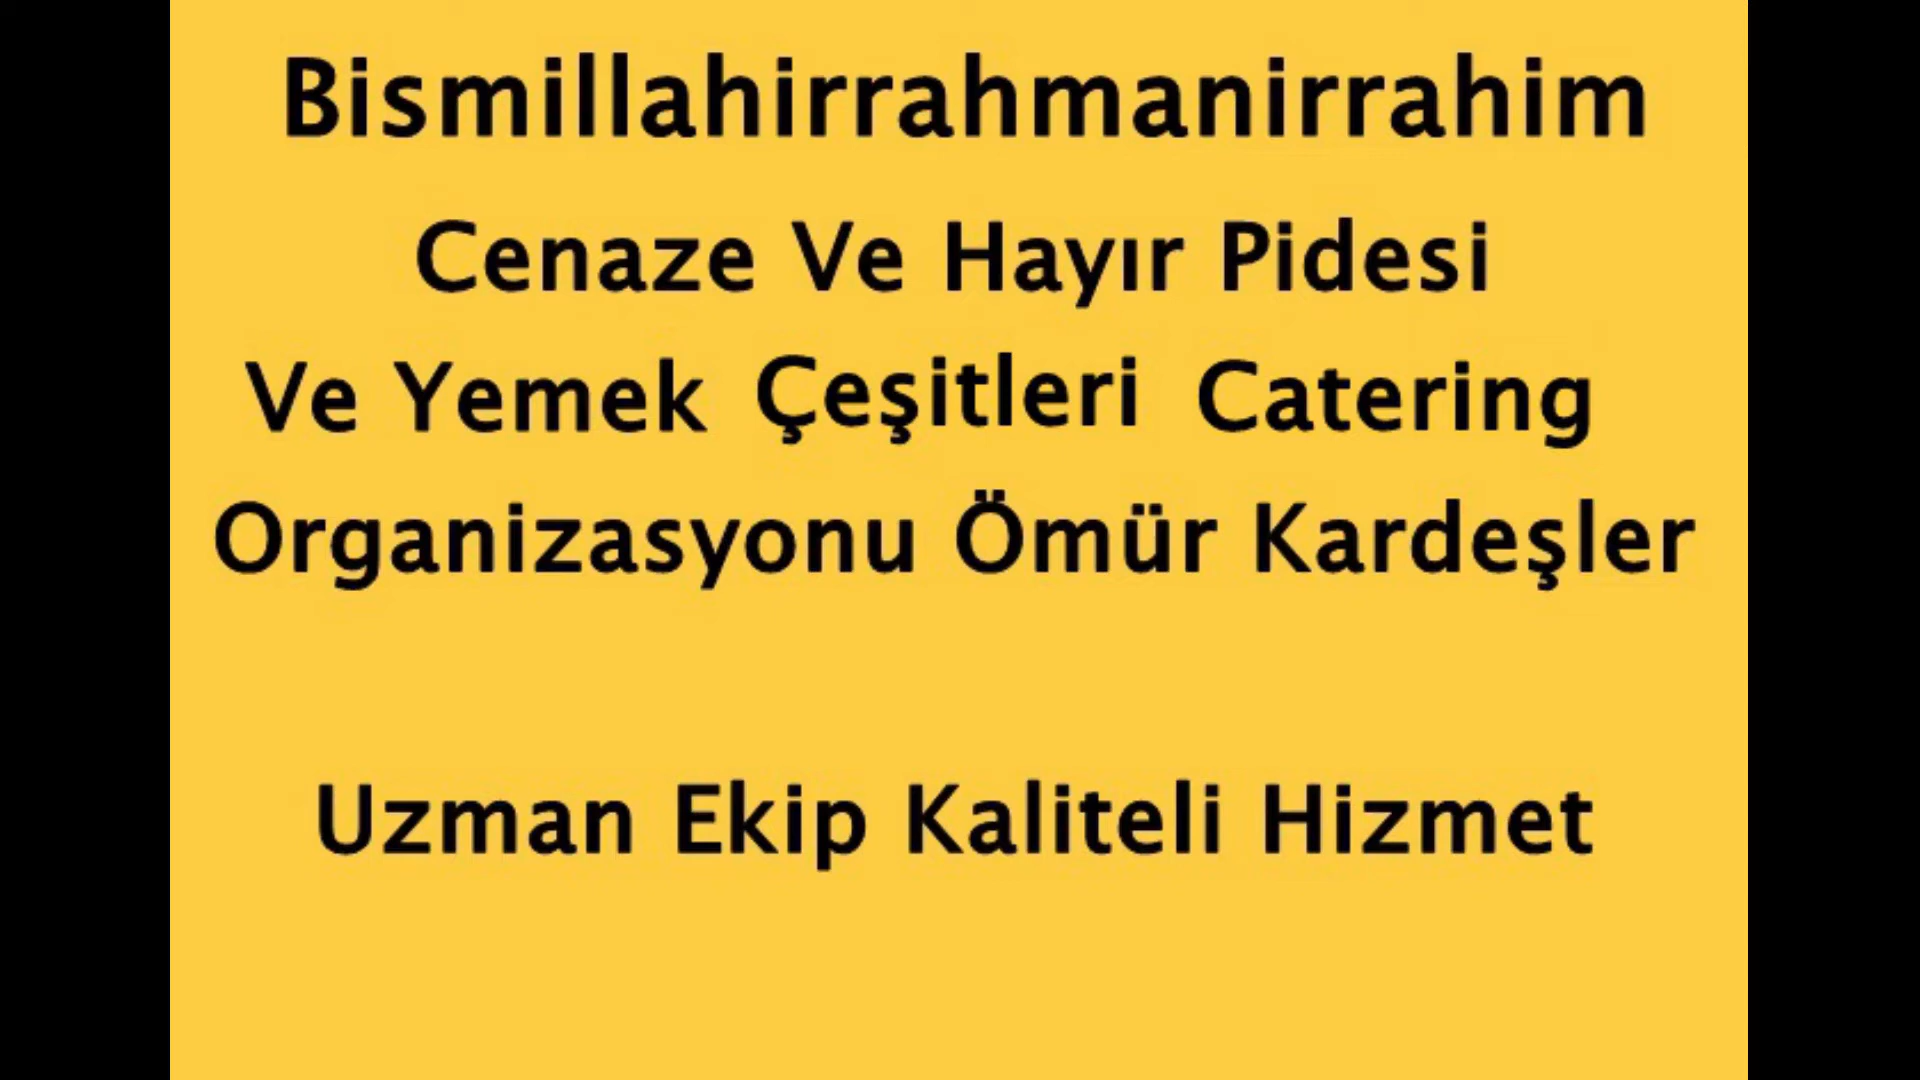 Bismillahirrahmanirrahim
Cenaze Ve Hayır Pidesi
Ve Yemek Çeşitleri Catering
Organizasyonu Ömür Kardeşler
Uzman Ekip Kaliteli Hizmet